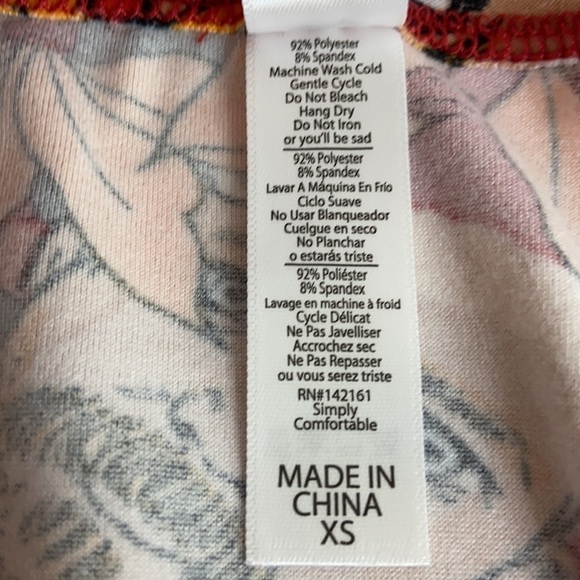 92% Polyester
8% Spandex
Machine Wash Cold
Gentle Cycle
Do Not Bleach
Hang Dry
Do Not Iron
or you'll be sad
92% Polyester
8% Spandex
Lavar A Máquina En Frío
Ciclo Suave
No Usar Blanqueador
Cuelgue en seco
No Planchar
o estarás triste
92% Poliéster
8% Spandex
Lavage en machine à froid
Cycle Délicat
Ne Pas Javelliser
Accrochez sec
Ne Pas Repasser
ou vous serez triste
RN#142161
Simply
Comfortable
MADE IN
CHINA
XS